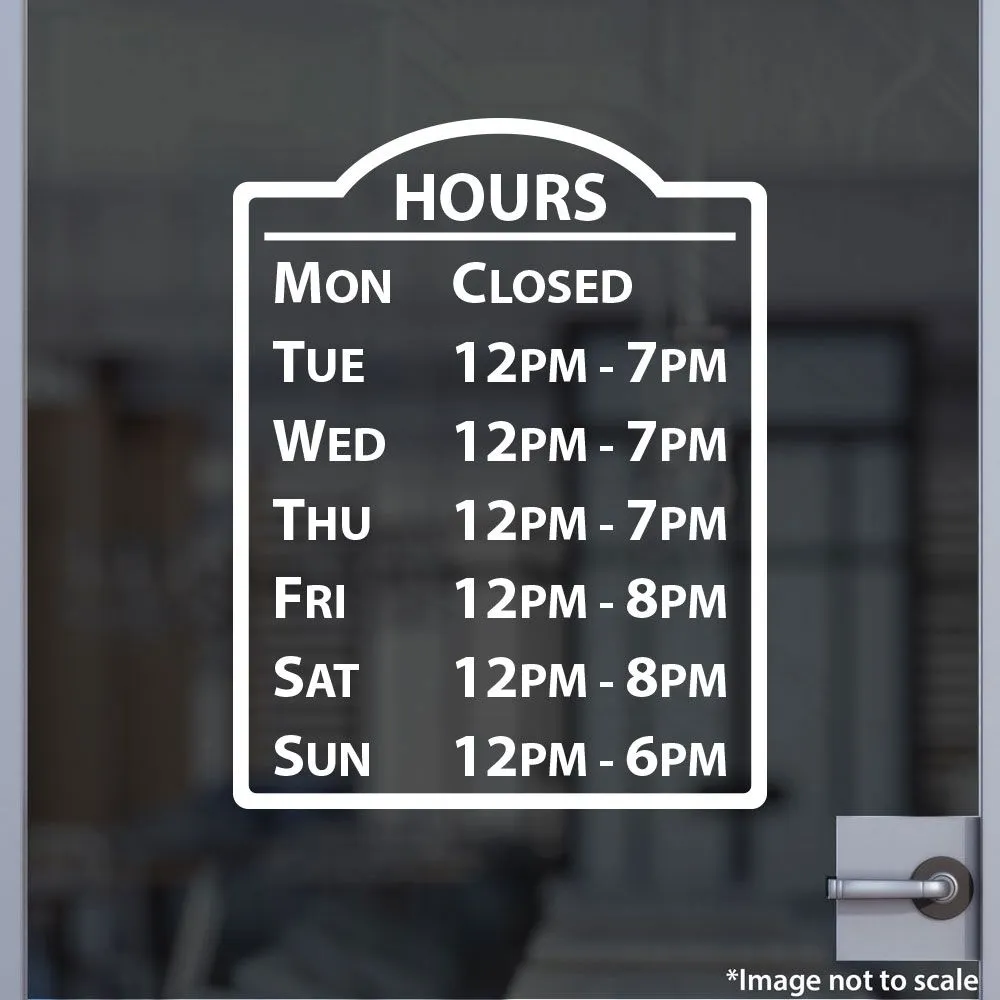 HOURS
MON CLOSED
TUE 12PM - 7PM
WED 12PM - 7PM
THU 12PM - 7PM
FRI 12PM - 8PM
SAT 12PM - 8PM
SUN 12PM - 6PM
*Image not to scale